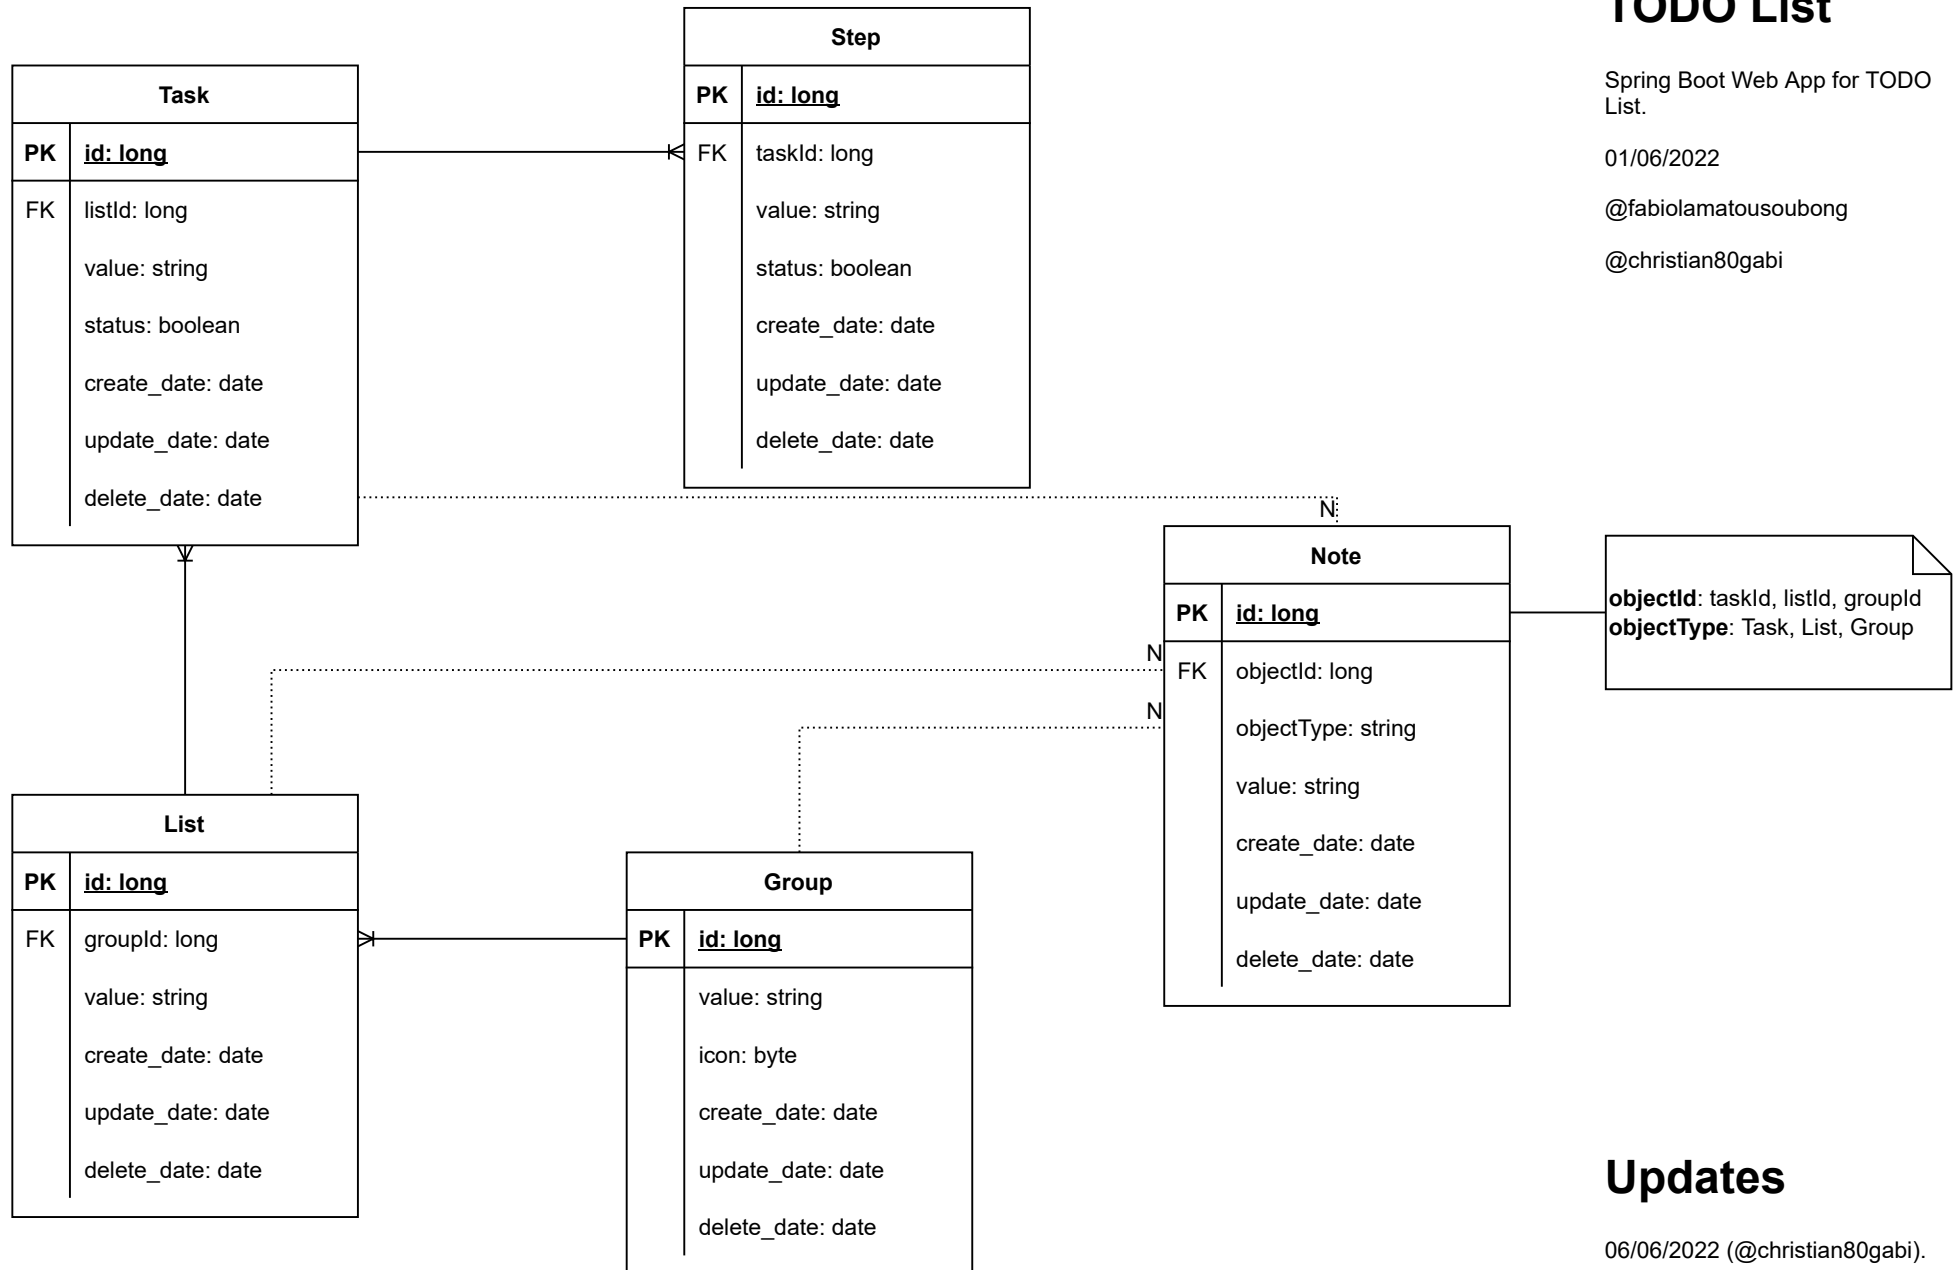 TODO List
Spring Boot Web App for TODO
List.
01/06/2022
@fabiolamatousoubong
@christian80gabi
Step
PK id: long
FK taskId: long
value: string
status: boolean
create_date: date
update_date: date
delete_date: date
Task
PK id: long
FK listId: long
value: string
status: boolean
create_date: date
update_date: date
delete_date: date
N
N
N
Note
PK id: long
FK objectId: long
objectType: string
value: string
create_date: date
update_date: date
delete_date: date
objectId: taskId, listId, groupId
objectType: Task, List, Group
List
PK id: long
FK groupId: long
value: string
create_date: date
update_date: date
delete_date: date
Group
PK id: long
value: string
icon: byte
create_date: date
update_date: date
delete_date: date
Updates
06/06/2022 (@christian80gabi).